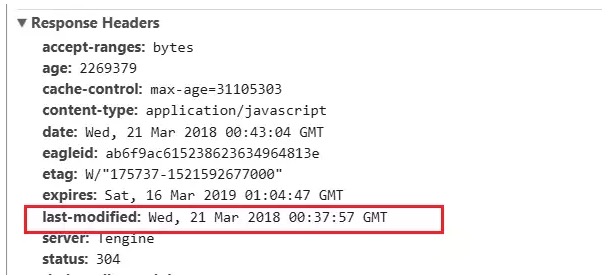 ▼ Response Headers
accept-ranges: bytes
age: 2269379
cache-control: max-age=31105303
content-type: application/javascript
date: Wed, 21 Mar 2018 00:43:04 GMT
eagleid: ab6f9ac615238623634964813e
etag: W/"175737-1521592677000"
expires: Sat, 16 Mar 2019 01:04:47 GMT
last-modified: Wed, 21 Mar 2018 00:37:57 GMT
server: Tengine
status: 304